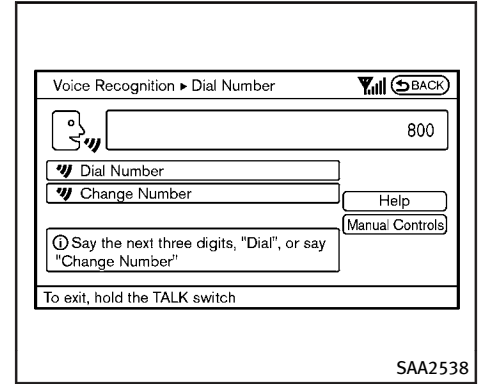 Voice Recognition ▸ Dial Number BACK
800
Dial Number
Change Number
Help
Manual Controls
Say the next three digits, "Dial", or say
"Change Number"
To exit, hold the TALK switch
SAA2538